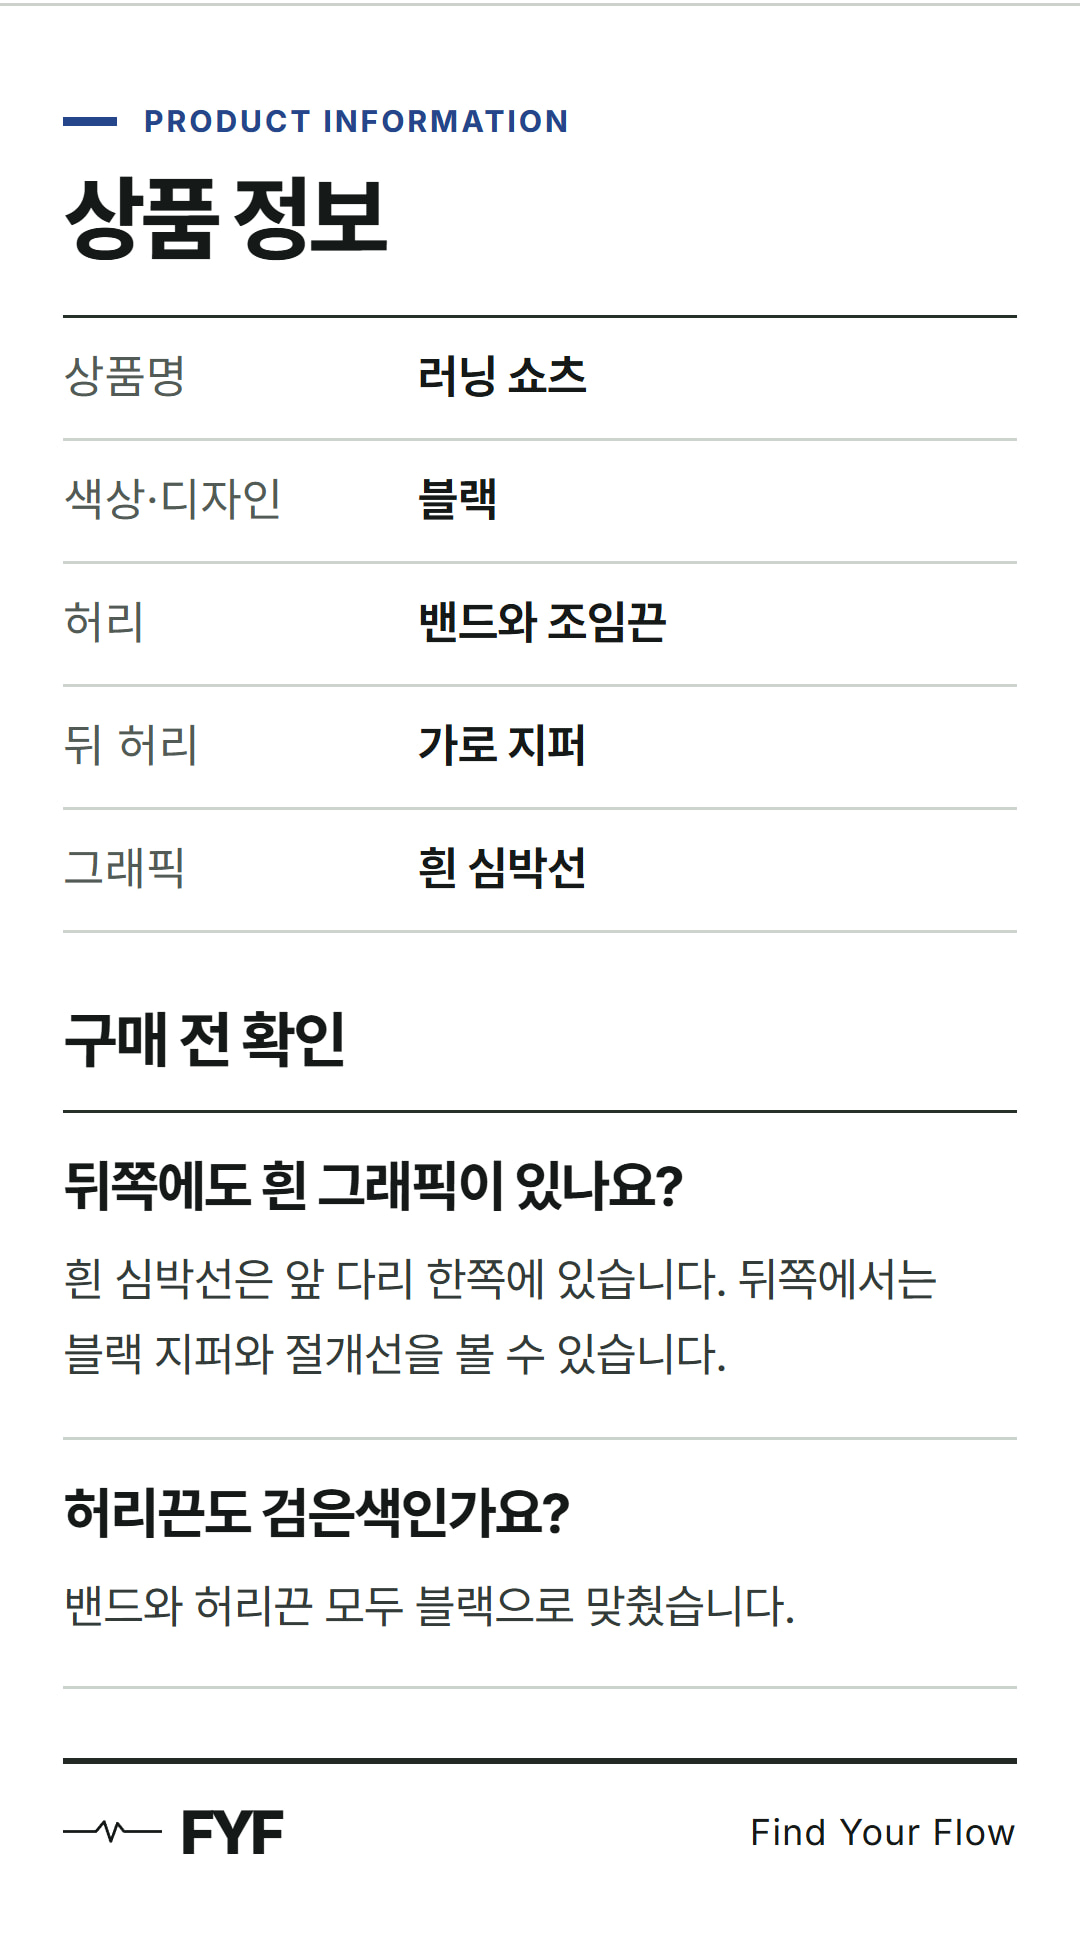 PRODUCT INFORMATION
상품 정보
상품명 러닝 쇼츠
색상·디자인 블랙
허리 밴드와 조임끈
뒤 허리 가로 지퍼
그래픽 흰 심박선
구매 전 확인
뒤쪽에도 흰 그래픽이 있나요?
흰 심박선은 앞 다리 한쪽에 있습니다. 뒤쪽에서는
블랙 지퍼와 절개선을 볼 수 있습니다.
허리끈도 검은색인가요?
밴드와 허리끈 모두 블랙으로 맞췄습니다.
FYF Find Your Flow